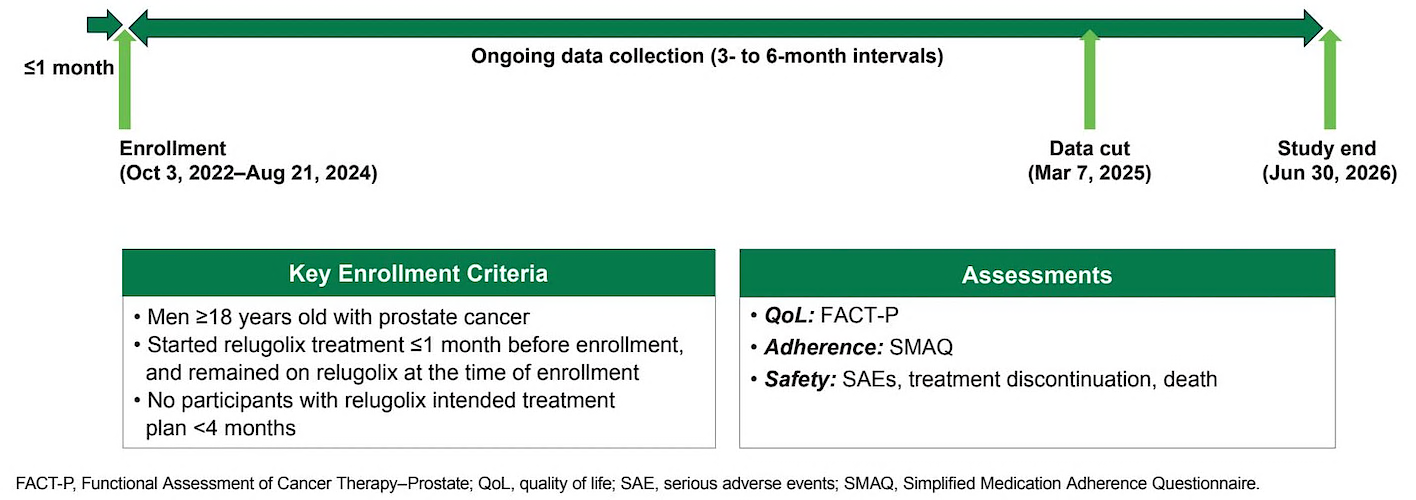 ≤1 month
Ongoing data collection (3- to 6-month intervals)
Enrollment
(Oct 3, 2022–Aug 21, 2024)
Data cut
(Mar 7, 2025)
Study end
(Jun 30, 2026)
Key Enrollment Criteria
• Men ≥18 years old with prostate cancer
• Started relugolix treatment ≤1 month before enrollment,
and remained on relugolix at the time of enrollment
• No participants with relugolix intended treatment
plan <4 months
Assessments
• QoL: FACT-P
• Adherence: SMAQ
• Safety: SAEs, treatment discontinuation, death
FACT-P, Functional Assessment of Cancer Therapy–Prostate; QoL, quality of life; SAE, serious adverse events; SMAQ, Simplified Medication Adherence Questionnaire.